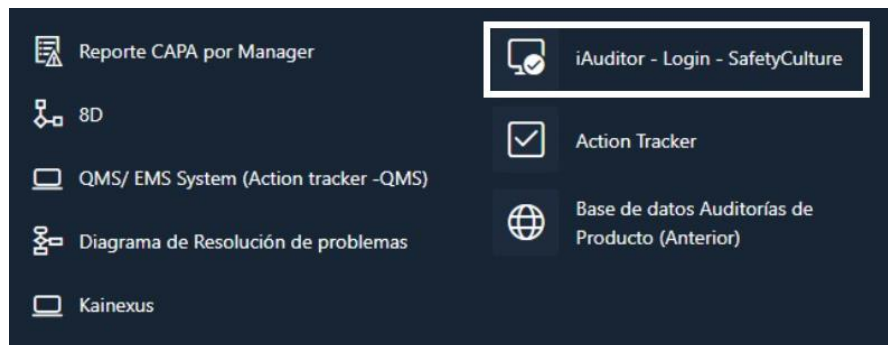 Reporte CAPA por Manager
8D
QMS/ EMS System (Action tracker -QMS)
Diagrama de Resolución de problemas
Kainexus
iAuditor - Login - SafetyCulture
Action Tracker
Base de datos Auditorías de
Producto (Anterior)